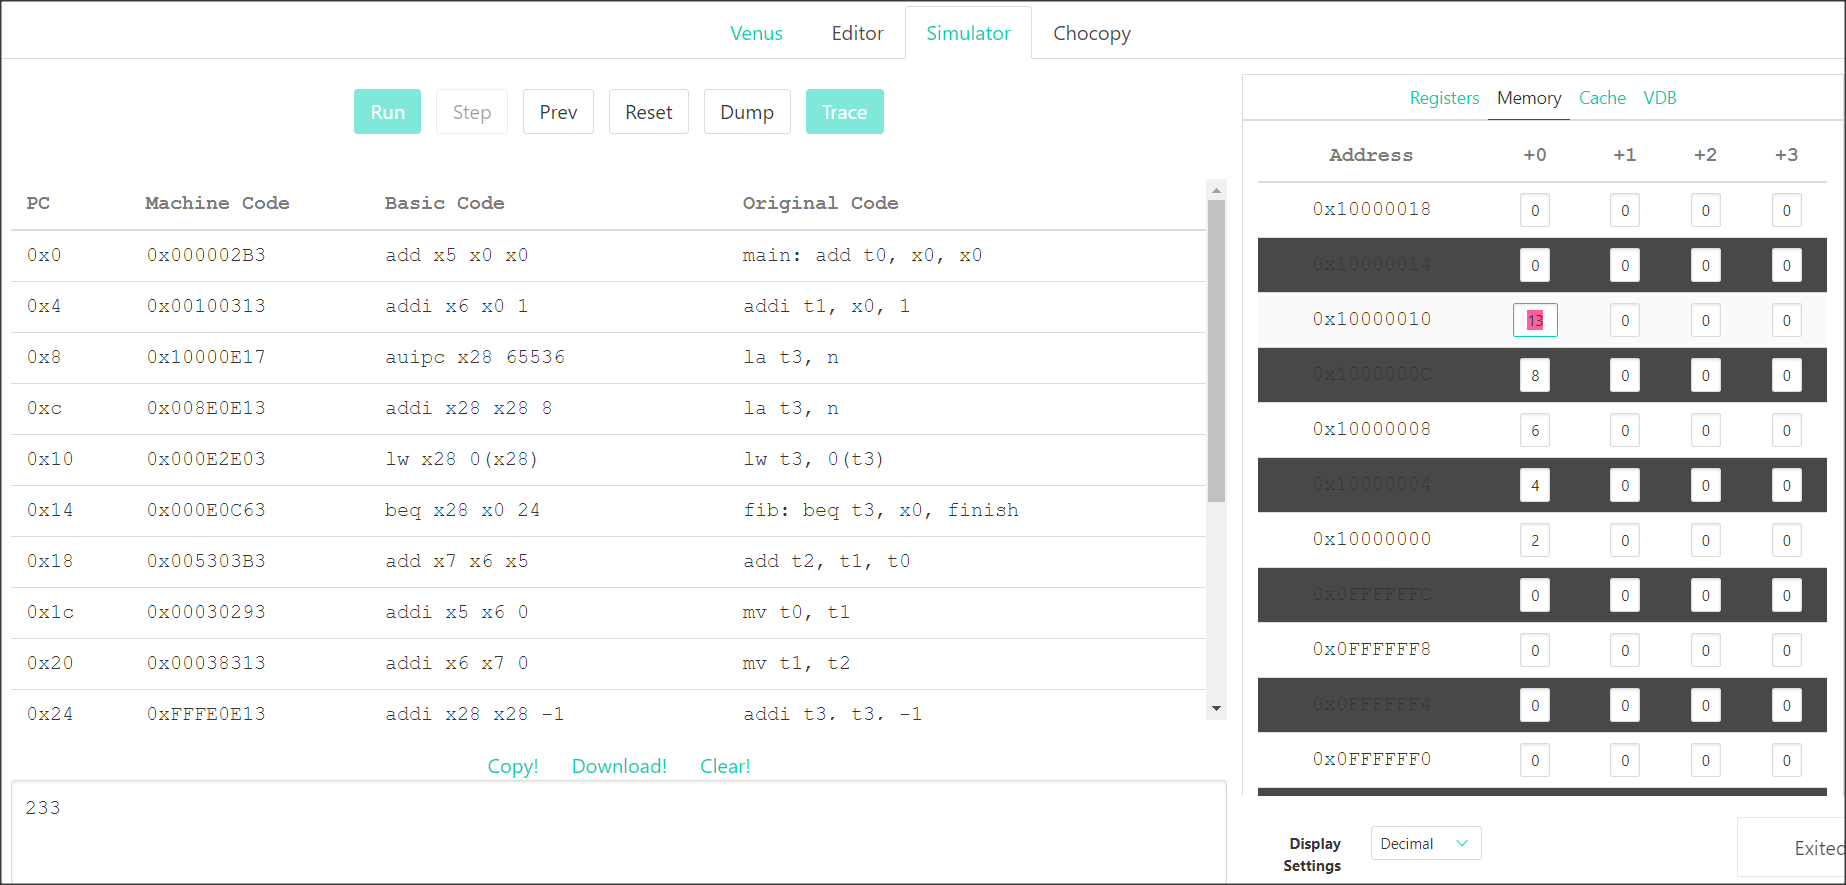 Venus Editor Simulator Chocopy
Run Step Prev Reset Dump Trace
PC Machine Code Basic Code Original Code
0x0 0x000002B3 add x5 x0 x0 main: add t0, x0, x0
0x4 0x00100313 addi x6 x0 1 addi t1, x0, 1
0x8 0x10000E17 auipc x28 65536 la t3, n
0xc 0x008E0E13 addi x28 x28 8 la t3, n
0x10 0x000E2E03 lw x28 0(x28) lw t3, 0(t3)
0x14 0x000E0C63 beq x28 x0 24 fib: beq t3, x0, finish
0x18 0x005303B3 add x7 x6 x5 add t2, t1, t0
0x1c 0x00030293 addi x5 x6 0 mv t0, t1
0x20 0x00038313 addi x6 x7 0 mv t1, t2
0x24 0xFFFE0E13 addi x28 x28 -1 addi t3, t3, -1
Copy! Download! Clear!
233
Registers Memory Cache VDB
Address +0 +1 +2 +3
0x10000018 0 0 0 0
0x10000014 0 0 0 0
0x10000010 13 0 0 0
0x1000000C 8 0 0 0
0x10000008 6 0 0 0
0x10000004 4 0 0 0
0x10000000 2 0 0 0
0x0FFFFFFC 0 0 0 0
0x0FFFFFF8 0 0 0 0
0x0FFFFFF4 0 0 0 0
0x0FFFFFF0 0 0 0 0
Display
Settings
Decimal
Exited